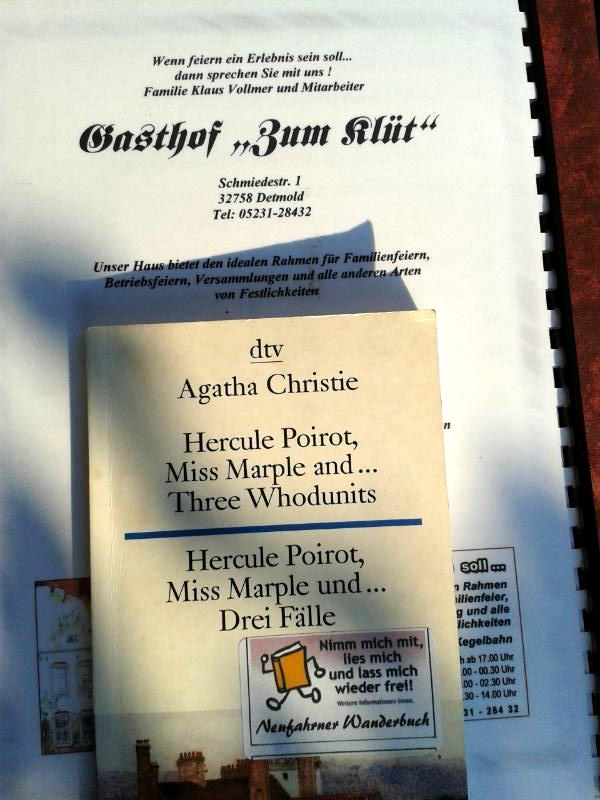 Wenn feiern ein Erlebnis sein soll...
dann sprechen Sie mit uns !
Familie Klaus Vollmer und Mitarbeiter
Gasthof „Zum Klüt“
Schmiedestr. 1
32758 Detmold
Tel: 05231-28432
Unser Haus bietet den idealen Rahmen für Familienfeiern,
Betriebsfeiern, Versammlungen und alle anderen Arten
von Festlichkeiten
dtv
Agatha Christie
Hercule Poirot,
Miss Marple and ...
Three Whodunits
Hercule Poirot,
Miss Marple und ...
Drei Fälle
Nimm mich mit,
lies mich
und lass mich
wieder frei!
Weitere Informationen innen.
Neufahrner Wanderbuch
n
soll ...
n Rahmen
nilienfeier,
g und alle
lichkeiten
Kegelbahn
h ab 17.00 Uhr
.00 - 00.30 Uhr
.00 - 02.30 Uhr
.30 - 14.00 Uhr
31 - 284 32